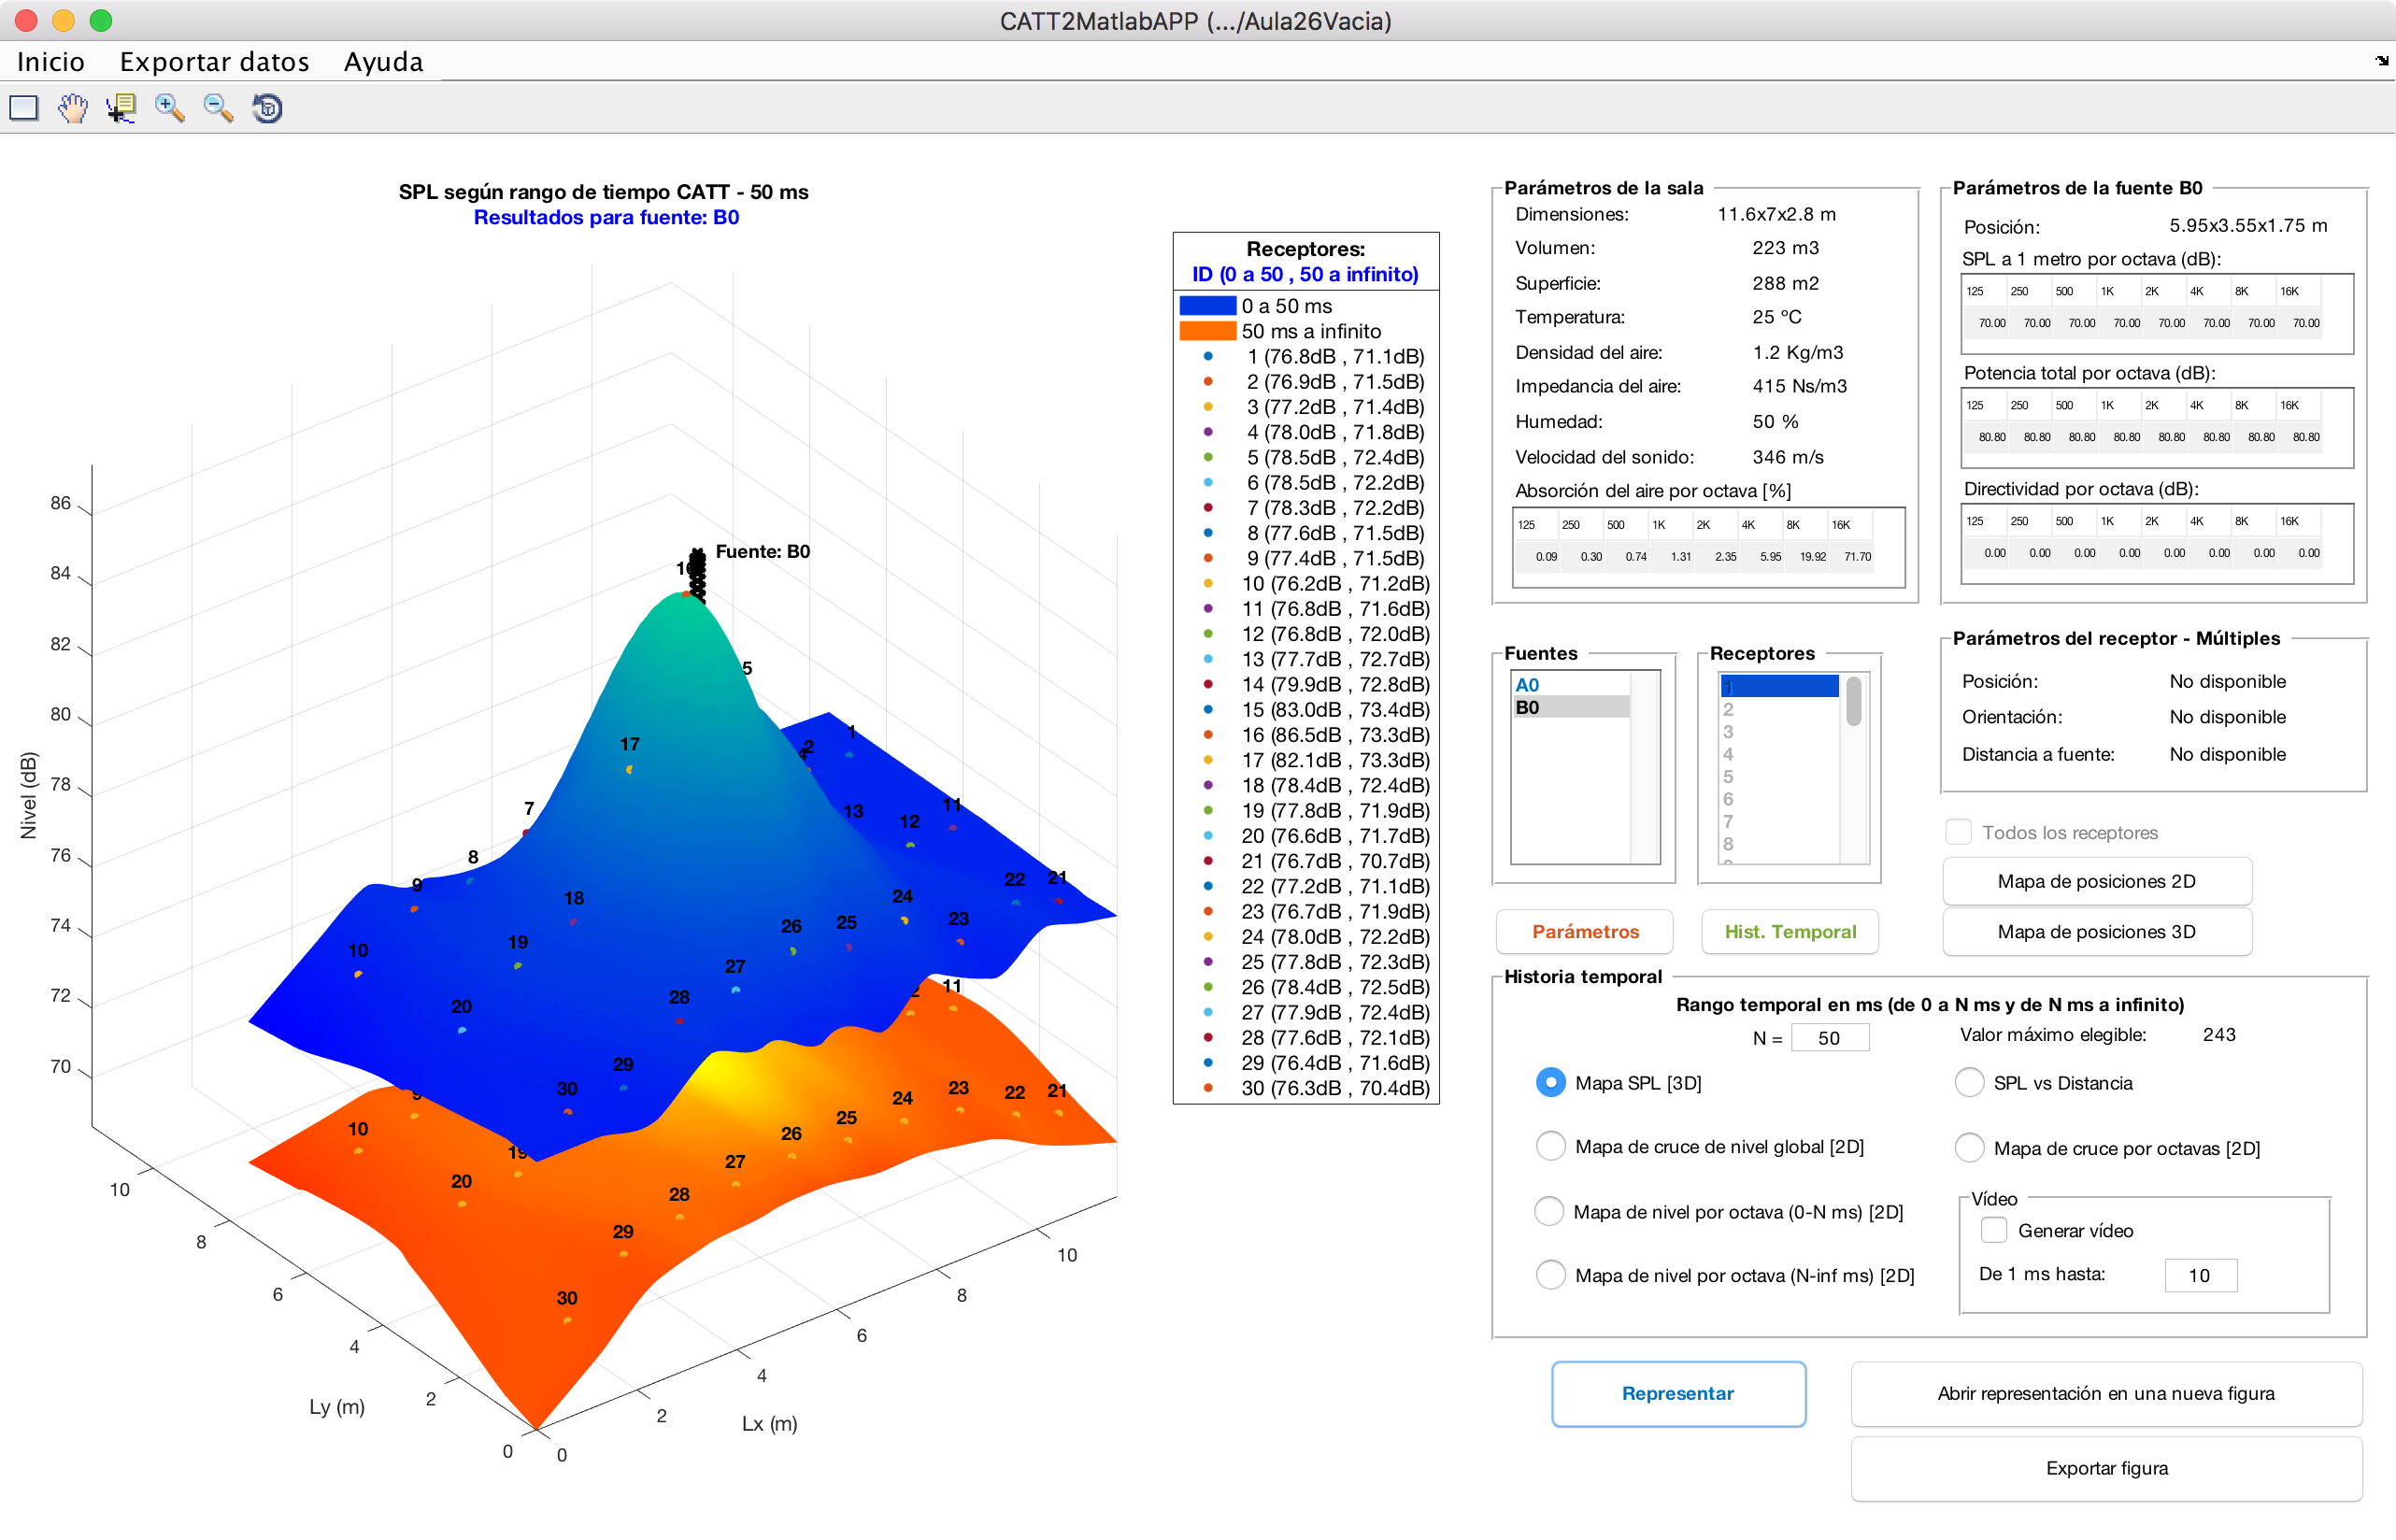 CATT2MatlabAPP (.../Aula26Vacia)
Inicio Exportar datos Ayuda
SPL según rango de tiempo CATT - 50 ms
Resultados para fuente: B0
Nivel (dB)
86
84
82
80
78
76
74
72
70
10
8
6
4
2
0
Ly (m)
0
2
4
6
8
10
Lx (m)
Fuente: B0
5
17
1
2
7
13
12
11
8
9
18
24
22
21
10
19
26
25
23
27
20
28
29
30
11
10
20
19
26
25
24
23
22
21
27
28
29
30
Receptores:
ID (0 a 50 , 50 a infinito)
0 a 50 ms
50 ms a infinito
1 (76.8dB , 71.1dB)
2 (76.9dB , 71.5dB)
3 (77.2dB , 71.4dB)
4 (78.0dB , 71.8dB)
5 (78.5dB , 72.4dB)
6 (78.5dB , 72.2dB)
7 (78.3dB , 72.2dB)
8 (77.6dB , 71.5dB)
9 (77.4dB , 71.5dB)
10 (76.2dB , 71.2dB)
11 (76.8dB , 71.6dB)
12 (76.8dB , 72.0dB)
13 (77.7dB , 72.7dB)
14 (79.9dB , 72.8dB)
15 (83.0dB , 73.4dB)
16 (86.5dB , 73.3dB)
17 (82.1dB , 73.3dB)
18 (78.4dB , 72.4dB)
19 (77.8dB , 71.9dB)
20 (76.6dB , 71.7dB)
21 (76.7dB , 70.7dB)
22 (77.2dB , 71.1dB)
23 (76.7dB , 71.9dB)
24 (78.0dB , 72.2dB)
25 (77.8dB , 72.3dB)
26 (78.4dB , 72.5dB)
27 (77.9dB , 72.4dB)
28 (77.6dB , 72.1dB)
29 (76.4dB , 71.6dB)
30 (76.3dB , 70.4dB)
Parámetros de la sala
Dimensiones: 11.6x7x2.8 m
Volumen: 223 m3
Superficie: 288 m2
Temperatura: 25 ºC
Densidad del aire: 1.2 Kg/m3
Impedancia del aire: 415 Ns/m3
Humedad: 50 %
Velocidad del sonido: 346 m/s
Absorción del aire por octava [%]
125 250 500 1K 2K 4K 8K 16K
0.09 0.30 0.74 1.31 2.35 5.95 19.92 71.70
Parámetros de la fuente B0
Posición: 5.95x3.55x1.75 m
SPL a 1 metro por octava (dB):
125 250 500 1K 2K 4K 8K 16K
70.00 70.00 70.00 70.00 70.00 70.00 70.00 70.00
Potencia total por octava (dB):
125 250 500 1K 2K 4K 8K 16K
80.80 80.80 80.80 80.80 80.80 80.80 80.80 80.80
Directividad por octava (dB):
125 250 500 1K 2K 4K 8K 16K
0.00 0.00 0.00 0.00 0.00 0.00 0.00 0.00
Fuentes
A0
B0
Receptores
1
2
3
4
5
6
7
8
Parámetros del receptor - Múltiples
Posición: No disponible
Orientación: No disponible
Distancia a fuente: No disponible
Todos los receptores
Mapa de posiciones 2D
Mapa de posiciones 3D
Parámetros
Hist. Temporal
Historia temporal
Rango temporal en ms (de 0 a N ms y de N ms a infinito)
N = 50
Valor máximo elegible: 243
Mapa SPL [3D]
SPL vs Distancia
Mapa de cruce de nivel global [2D]
Mapa de cruce por octavas [2D]
Mapa de nivel por octava (0-N ms) [2D]
Mapa de nivel por octava (N-inf ms) [2D]
Vídeo
Generar vídeo
De 1 ms hasta: 10
Representar
Abrir representación en una nueva figura
Exportar figura